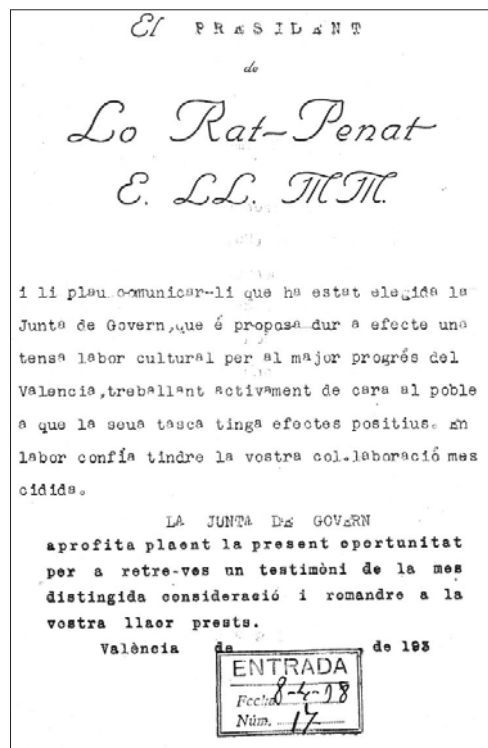 El PRESIDENT
de
Lo Rat-Penat
E. LL. MM.
i li plau comunicar-li que ha estat elegida la
Junta de Govern,que é proposa dur a efecte una
tensa labor cultural per al major progrés del
Valencia,treballant activament de cara al poble
a que la seua tasca tinga efectes positius. En
labor confía tindre la vostra col.laboració mes
cidida.
LA JUNTA DE GOVERN
aprofita plaent la present oportunitat
per a retre-vos un testimòni de la mes
distingida consideració i romandre a la
vostra llaor prests.
València de de 193
ENTRADA
Fecha 8-4-38
Núm. 17